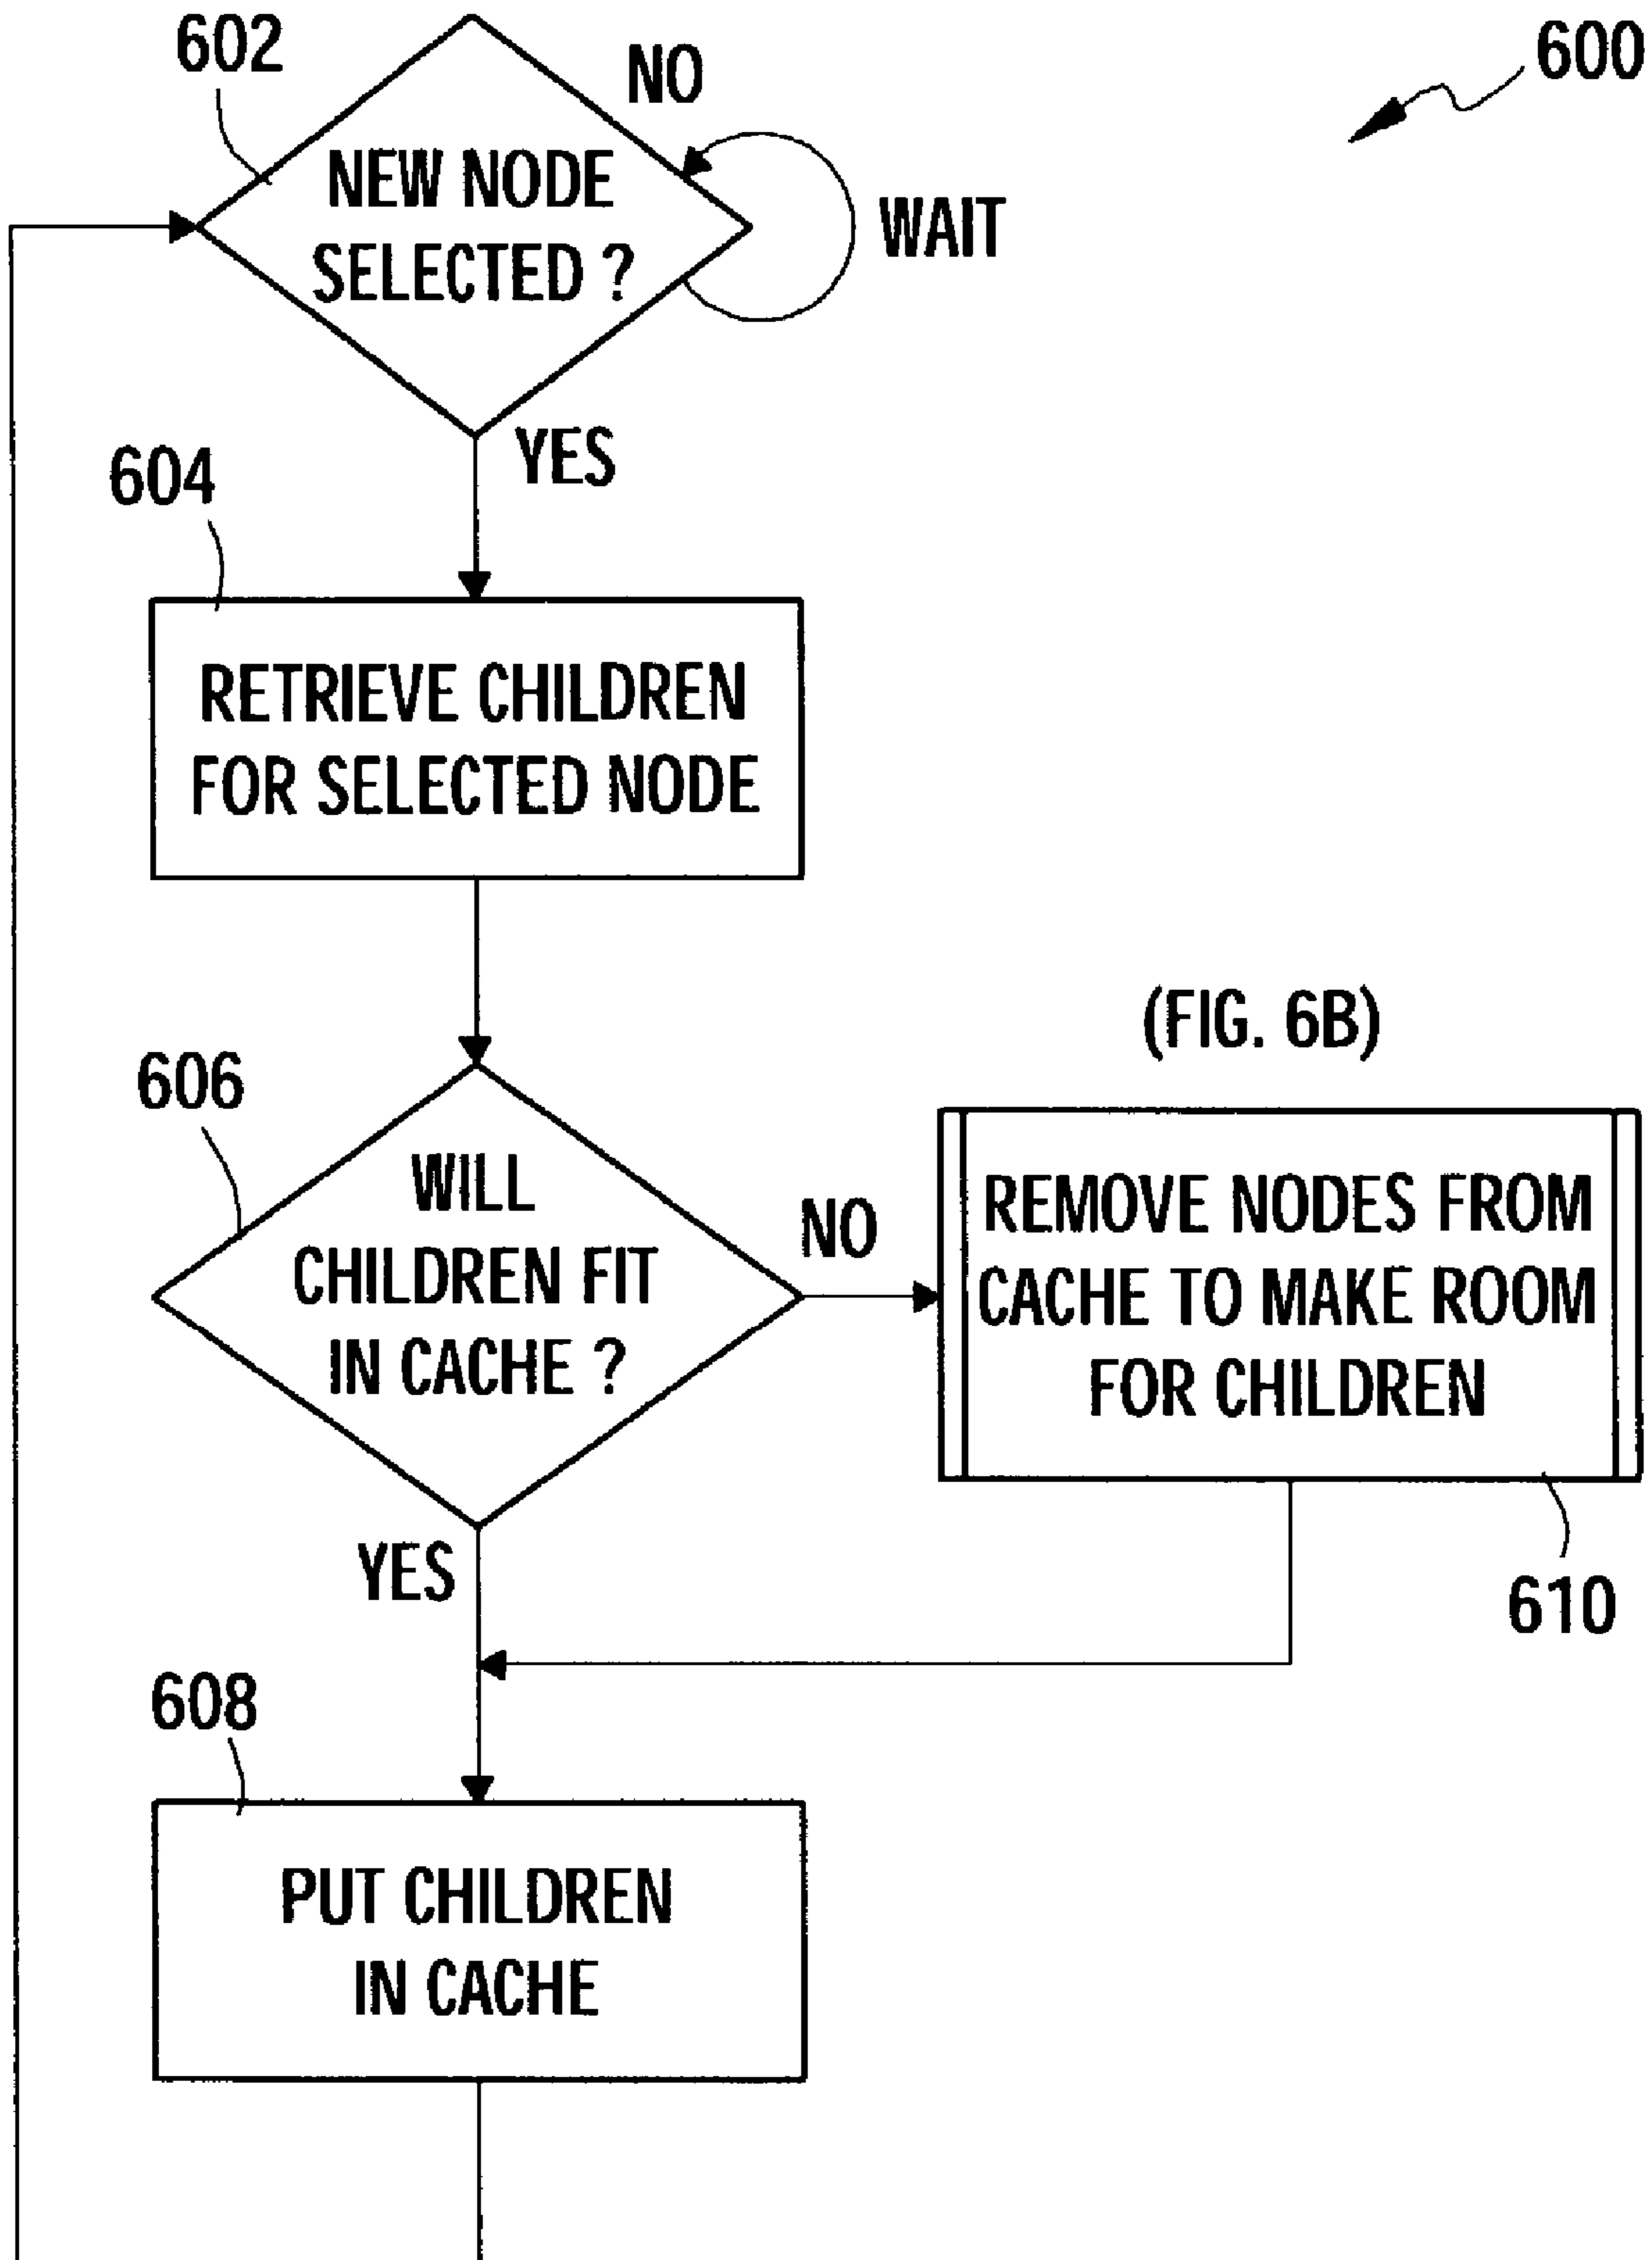 602
NO
600
NEW NODE
SELECTED ?
WAIT
YES
604
RETRIEVE CHILDREN
FOR SELECTED NODE
(FIG. 6B)
606
WILL
CHILDREN FIT
IN CACHE ?
NO
REMOVE NODES FROM
CACHE TO MAKE ROOM
FOR CHILDREN
YES
610
608
PUT CHILDREN
IN CACHE